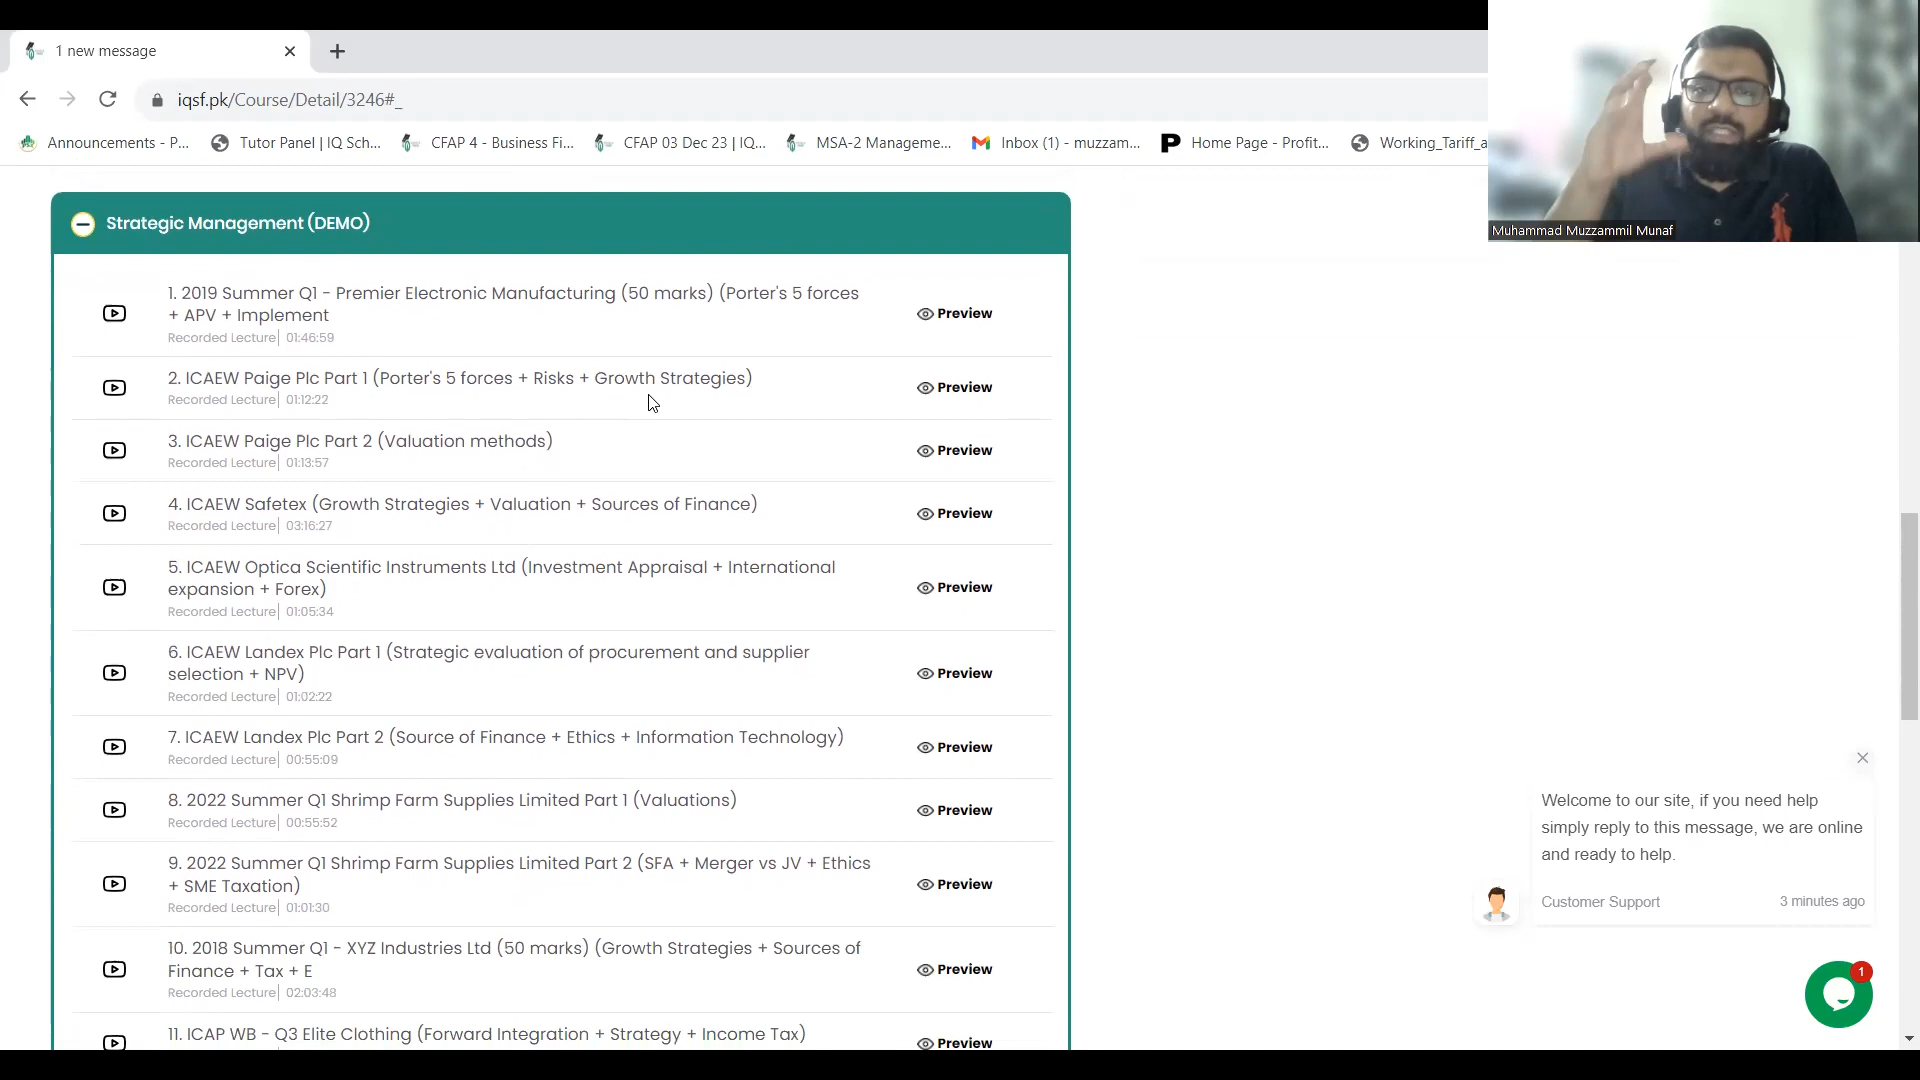 1 new message
iqsf.pk/Course/Detail/3246#_
Announcements - P...
Tutor Panel | IQ Sch...
CFAP 4 - Business Fi...
CFAP 03 Dec 23 | IQ...
MSA-2 Manageme...
Inbox (1) - muzzam...
Home Page - Profit...
Working_Tariff_a
Muhammad Muzzammil Munaf
Strategic Management (DEMO)
1. 2019 Summer Q1 - Premier Electronic Manufacturing (50 marks) (Porter's 5 forces
+ APV + Implement
Recorded Lecture| 01:46:59
Preview
2. ICAEW Paige Plc Part 1 (Porter's 5 forces + Risks + Growth Strategies)
Recorded Lecture| 01:12:22
Preview
3. ICAEW Paige Plc Part 2 (Valuation methods)
Recorded Lecture| 01:13:57
Preview
4. ICAEW Safetex (Growth Strategies + Valuation + Sources of Finance)
Recorded Lecture| 03:16:27
Preview
5. ICAEW Optica Scientific Instruments Ltd (Investment Appraisal + International
expansion + Forex)
Recorded Lecture| 01:05:34
Preview
6. ICAEW Landex Plc Part 1 (Strategic evaluation of procurement and supplier
selection + NPV)
Recorded Lecture| 01:02:22
Preview
7. ICAEW Landex Plc Part 2 (Source of Finance + Ethics + Information Technology)
Recorded Lecture| 00:55:09
Preview
8. 2022 Summer Q1 Shrimp Farm Supplies Limited Part 1 (Valuations)
Recorded Lecture| 00:55:52
Preview
9. 2022 Summer Q1 Shrimp Farm Supplies Limited Part 2 (SFA + Merger vs JV + Ethics
+ SME Taxation)
Recorded Lecture| 01:01:30
Preview
10. 2018 Summer Q1 - XYZ Industries Ltd (50 marks) (Growth Strategies + Sources of
Finance + Tax + E
Recorded Lecture| 02:03:48
Preview
11. ICAP WB - Q3 Elite Clothing (Forward Integration + Strategy + Income Tax)
Preview
Welcome to our site, if you need help
simply reply to this message, we are online
and ready to help.
Customer Support
3 minutes ago
1